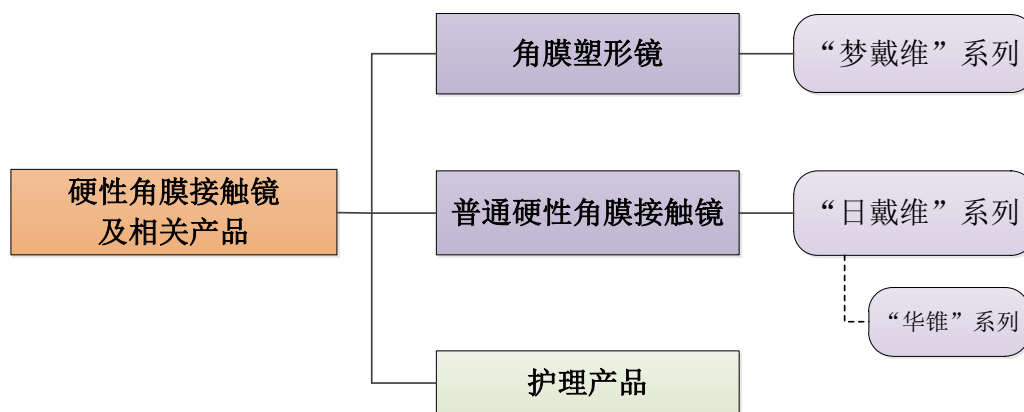 角膜塑形镜
“梦戴维”系列
硬性角膜接触镜
及相关产品
普通硬性角膜接触镜
“日戴维”系列
“华锥”系列
护理产品